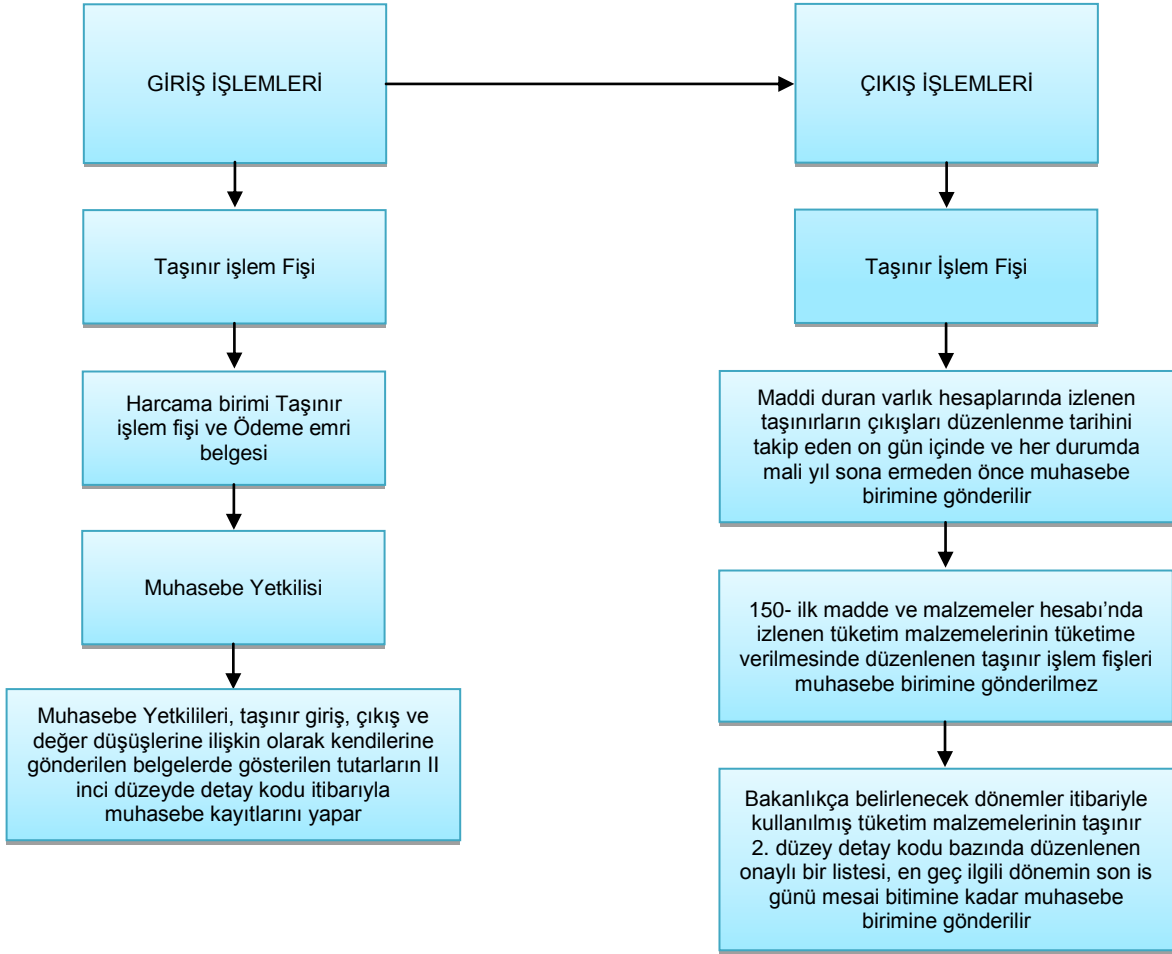 GİRİŞ İŞLEMLERİ
Taşınır işlem Fişi
Harcama birimi Taşınır
işlem fişi ve Ödeme emri
belgesi
Muhasebe Yetkilisi
Muhasebe Yetkilileri, taşınır giriş, çıkış ve
değer düşüşlerine ilişkin olarak kendilerine
gönderilen belgelerde gösterilen tutarların II
inci düzeyde detay kodu itibarıyla
muhasebe kayıtlarını yapar
ÇIKIŞ İŞLEMLERİ
Taşınır İşlem Fişi
Maddi duran varlık hesaplarında izlenen
taşınırların çıkışları düzenlenme tarihini
takip eden on gün içinde ve her durumda
mali yıl sona ermeden önce muhasebe
birimine gönderilir
150- ilk madde ve malzemeler hesabı’nda
izlenen tüketim malzemelerinin tüketime
verilmesinde düzenlenen taşınır işlem fişleri
muhasebe birimine gönderilmez
Bakanlıkça belirlenecek dönemler itibariyle
kullanılmış tüketim malzemelerinin taşınır
2. düzey detay kodu bazında düzenlenen
onaylı bir listesi, en geç ilgili dönemin son is
günü mesai bitimine kadar muhasebe
birimine gönderilir